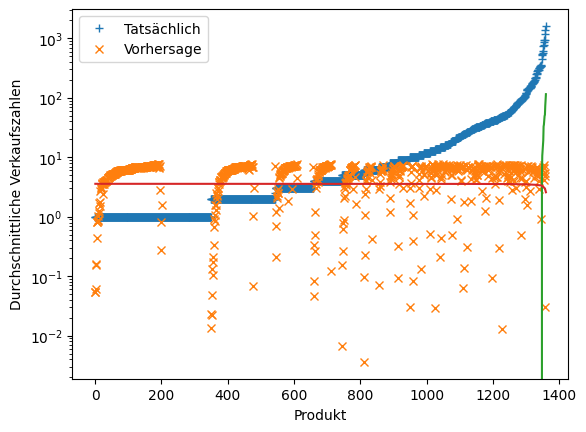 Tatsächlich
Vorhersage
Durchschnittliche Verkaufszahlen
10³
10²
10¹
10⁰
10⁻¹
10⁻²
0 200 400 600 800 1000 1200 1400
Produkt